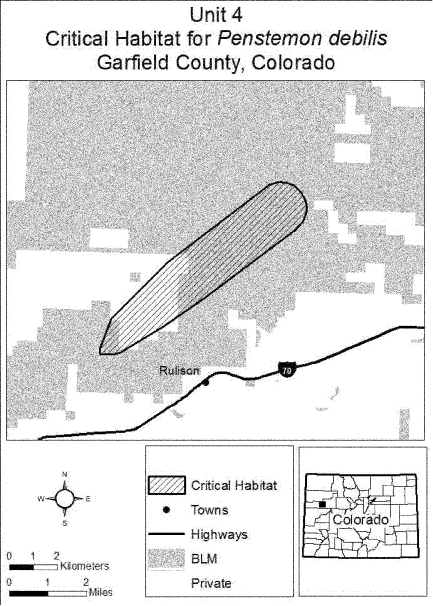 Unit 4
Critical Habitat for Penstemon debilis
Garfield County, Colorado
Rulison
70
N
W E
S
Critical Habitat
Towns
Highways
BLM
Private
Colorado
0 1 2
Kilometers
0 1 2
Miles